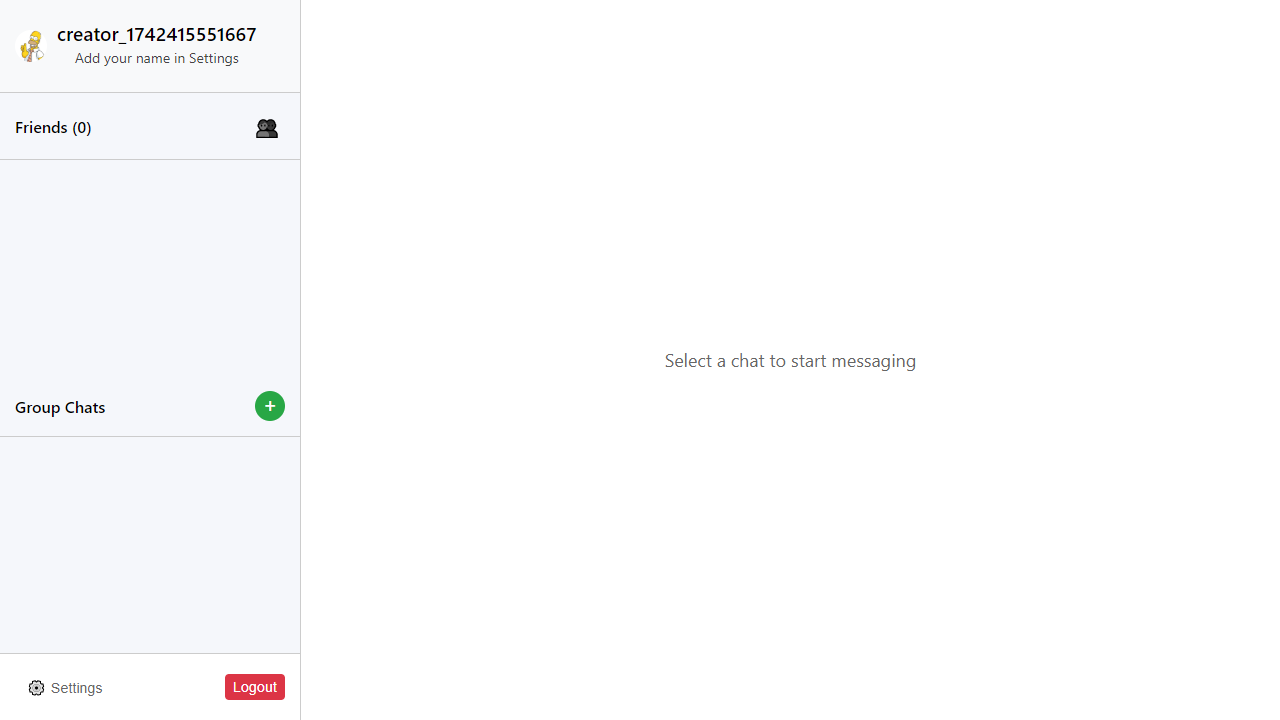 creator_1742415551667
Add your name in Settings
Friends (0)
Select a chat to start messaging
Group Chats
+
Settings
Logout